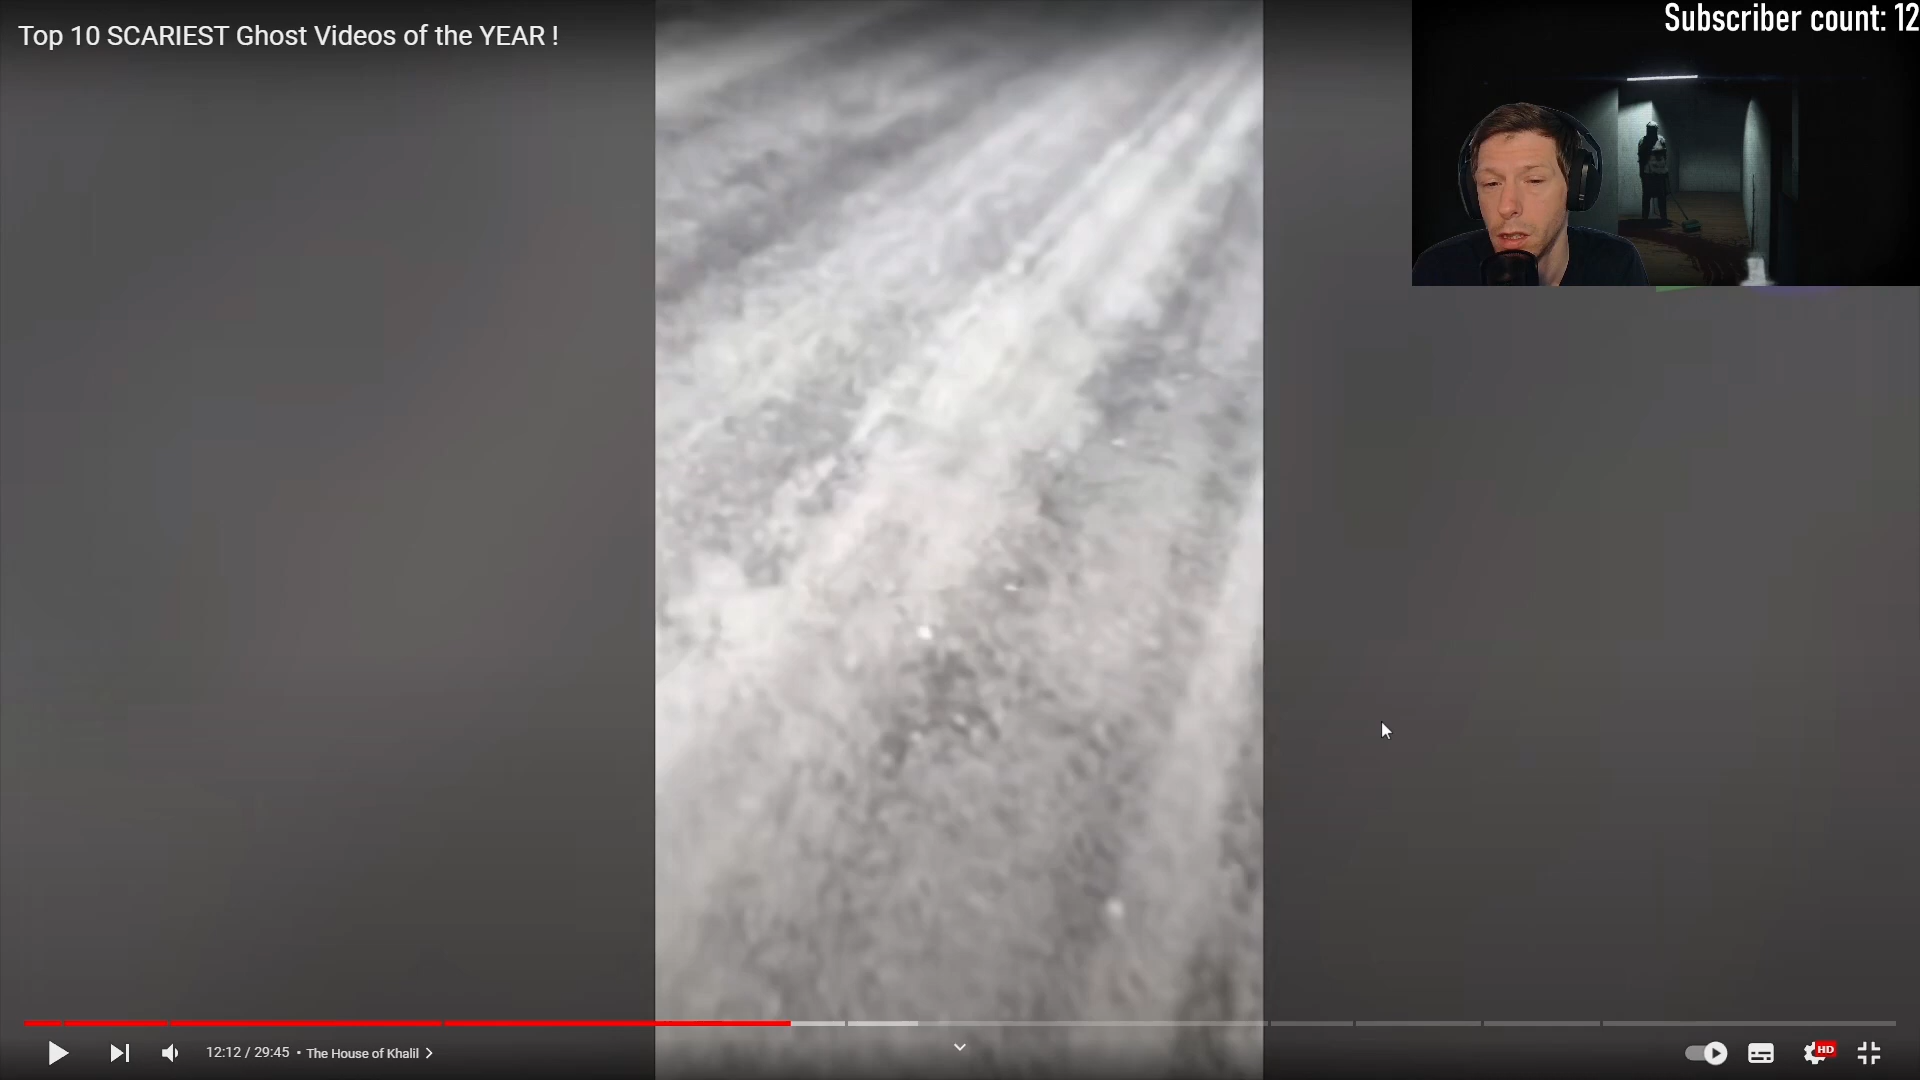 Top 10 SCARIEST Ghost Videos of the YEAR !
Subscriber count: 12
12:12 / 29:45 • The House of Khalil
HD